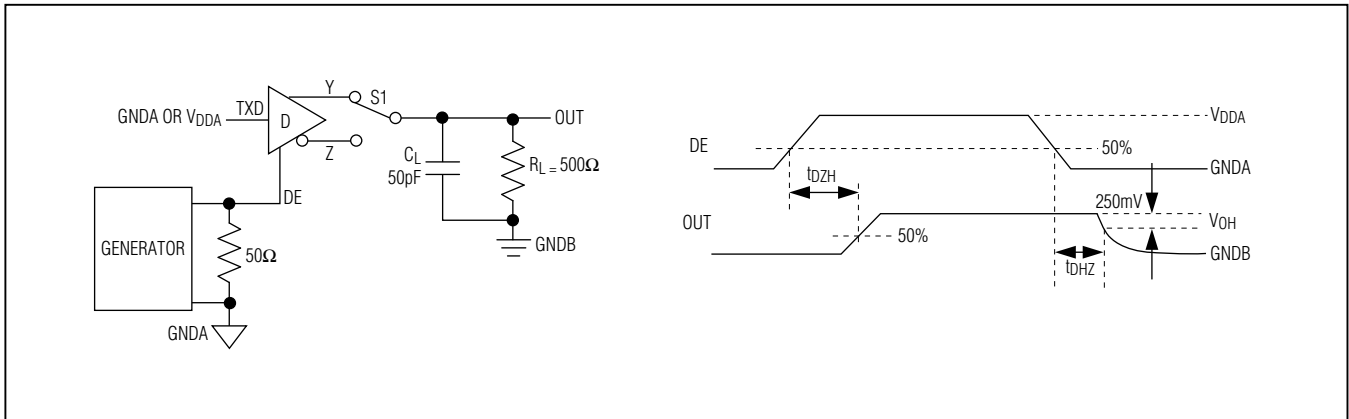 GNDA OR VDDA
TXD
D
Y
S1
OUT
Z
CL
50pF
RL = 500Ω
DE
GENERATOR
50Ω
GNDB
GNDA
DE
VDDA
50%
GNDA
tDZH
250mV
OUT
VOH
50%
GNDB
tDHZ